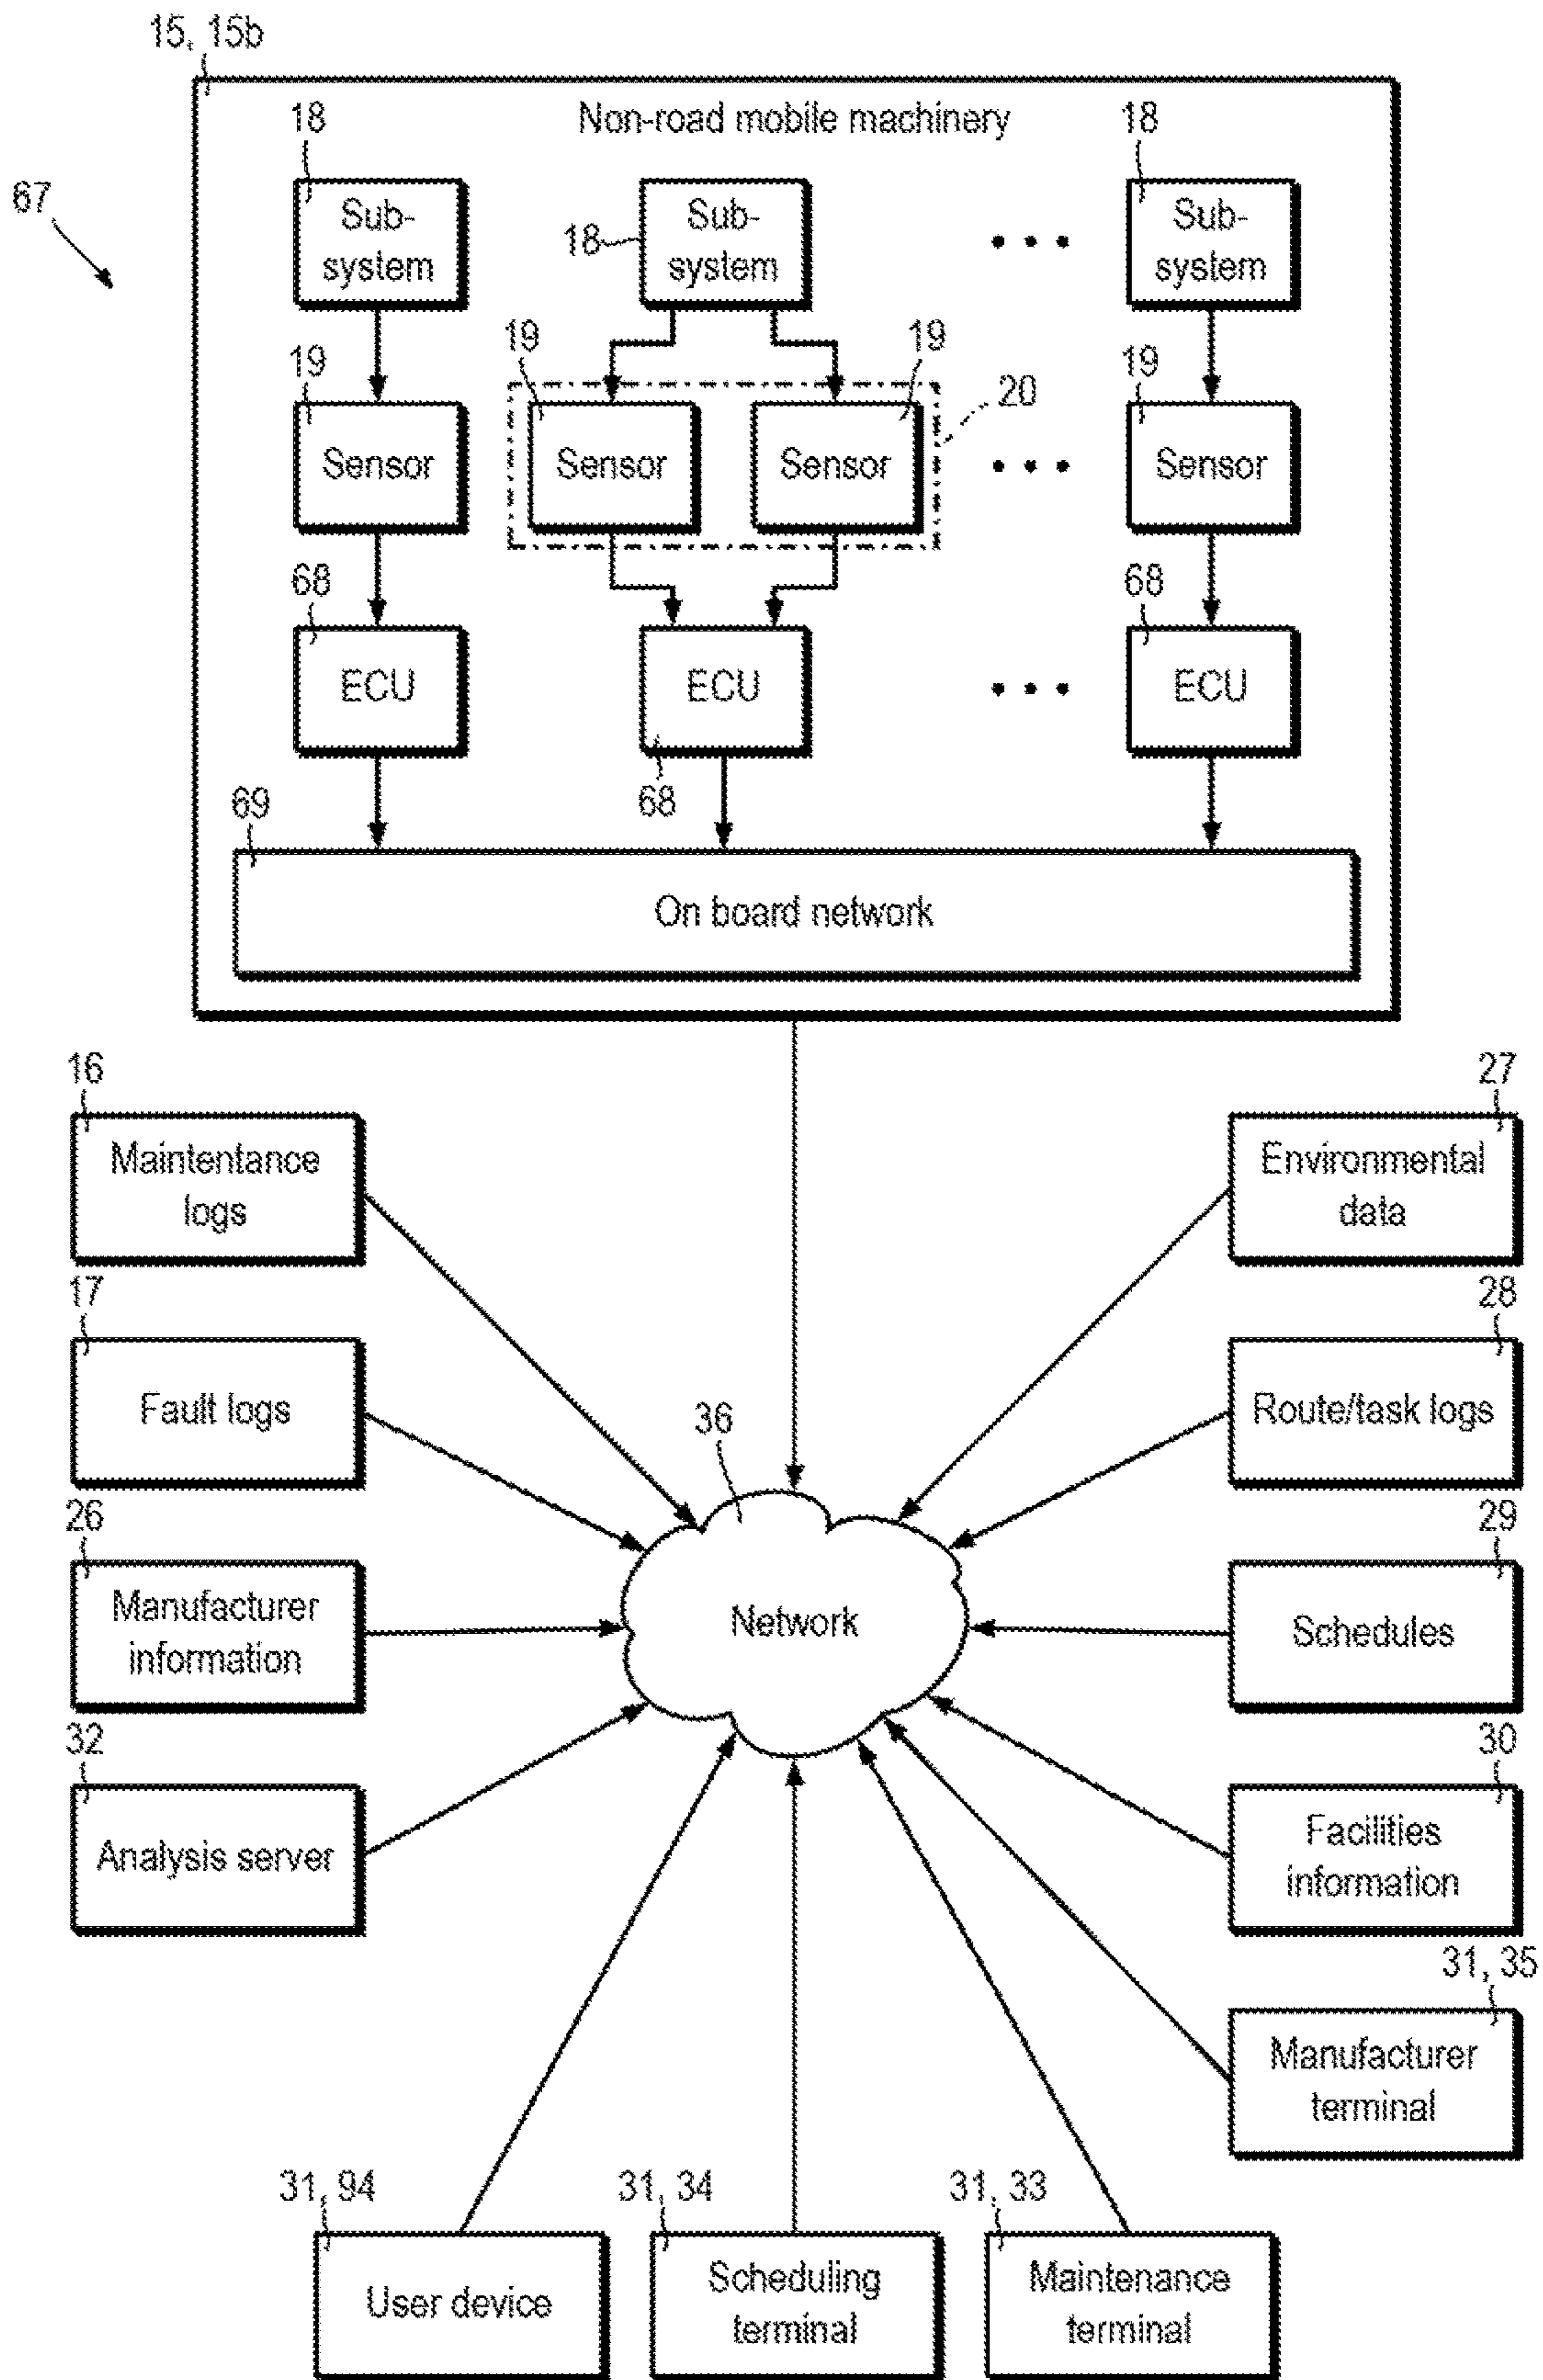 15, 15b
Non-road mobile machinery
67
18
18
18
Sub-
system
Sub-
system
• • •
Sub-
system
19
19
19
20
19
Sensor
Sensor
Sensor
• • •
Sensor
68
68
ECU
ECU
• • •
ECU
68
69
On board network
16
Maintentance
logs
27
Environmental
data
17
Fault logs
28
Route/task logs
36
Network
26
Manufacturer
information
29
Schedules
32
Analysis server
30
Facilities
information
31, 35
Manufacturer
terminal
31, 94
User device
31, 34
Scheduling
terminal
31, 33
Maintenance
terminal